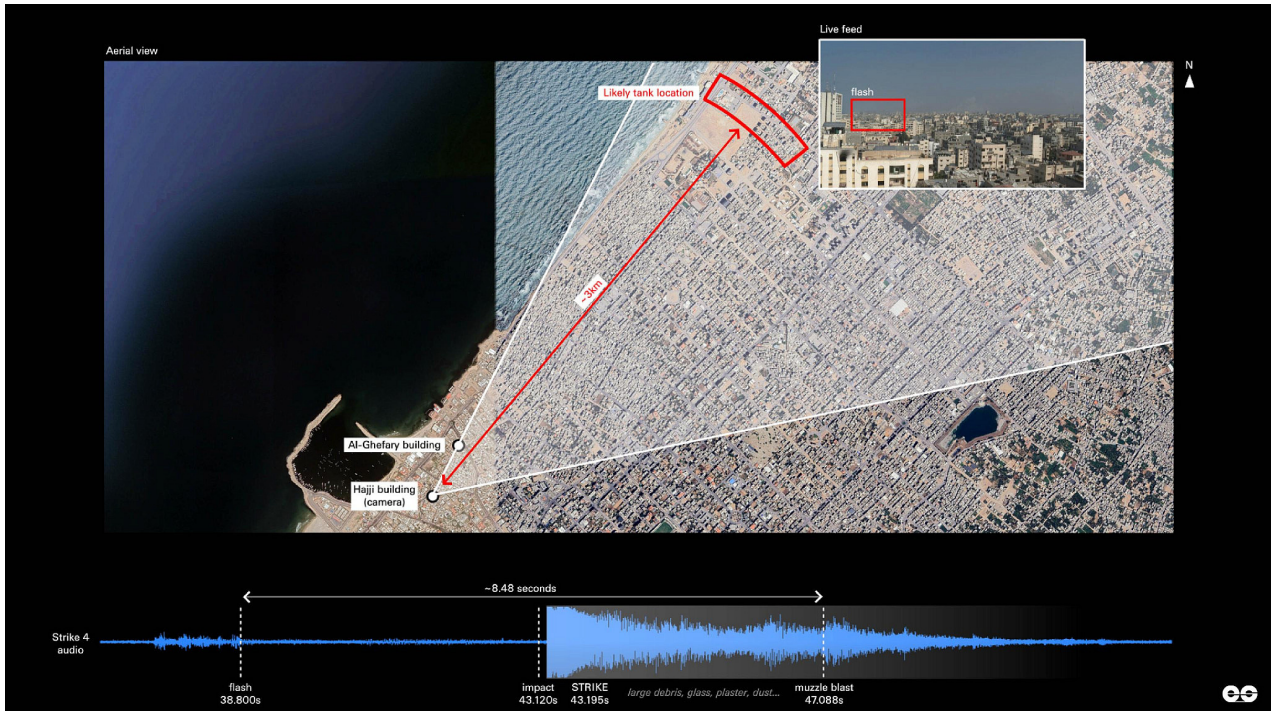 Live feed
Aerial view
N
Likely tank location
flash
~3km
Al-Ghefary building
Hajji building
(camera)
~8.48 seconds
Strike 4
audio
flash
38.800s
impact
43.120s
STRIKE
43.195s
large debris, glass, plaster, dust...
muzzle blast
47.088s